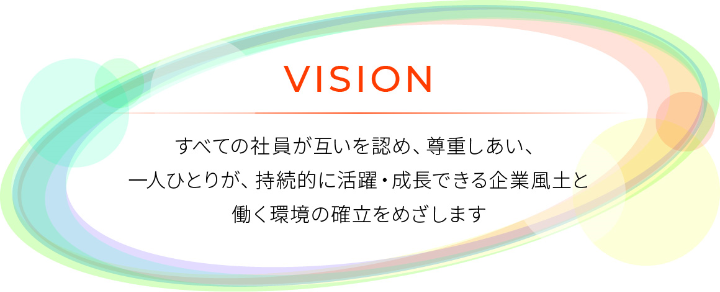 VISION
すべての社員が互いを認め、尊重しあい、
一人ひとりが、持続的に活躍・成長できる企業風土と
働く環境の確立をめざします